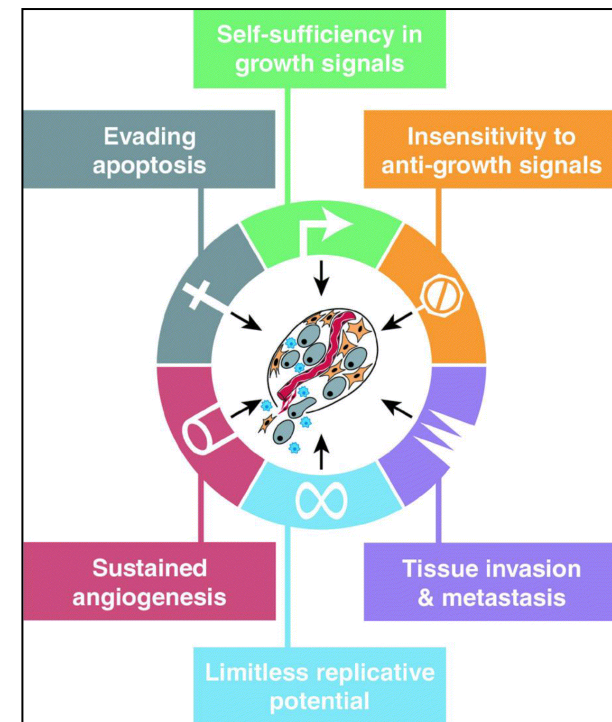 Self-sufficiency in
growth signals
Evading
apoptosis
Insensitivity to
anti-growth signals
Sustained
angiogenesis
Tissue invasion
& metastasis
Limitless replicative
potential